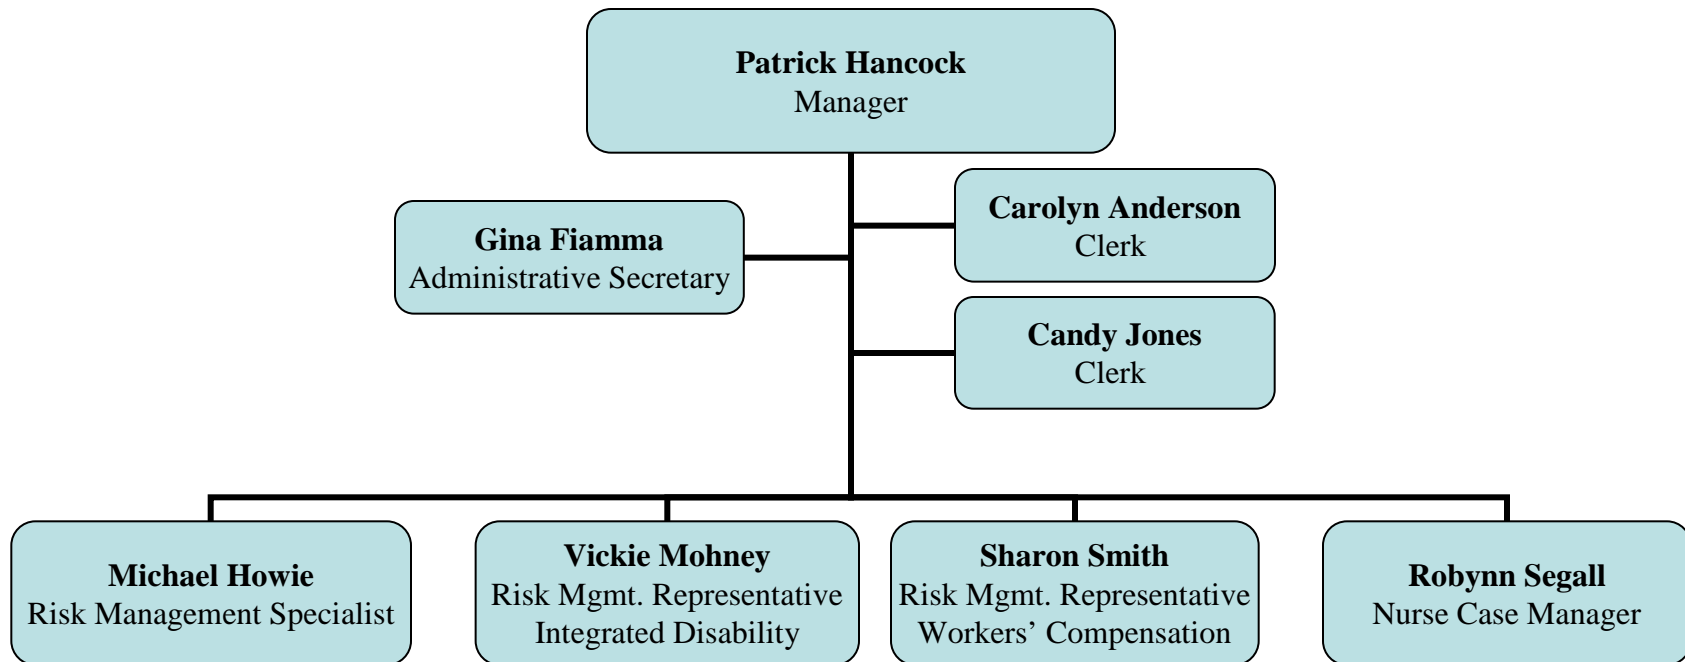 Patrick Hancock
Manager
Gina Fiamma
Administrative Secretary
Carolyn Anderson
Clerk
Candy Jones
Clerk
Michael Howie
Risk Management Specialist
Vickie Mohney
Risk Mgmt. Representative
Integrated Disability
Sharon Smith
Risk Mgmt. Representative
Workers’ Compensation
Robynn Segall
Nurse Case Manager